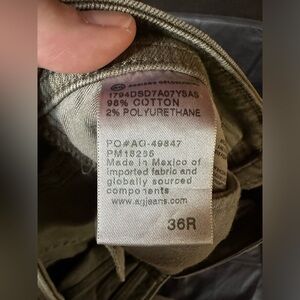 1794DSD7A07YSAS
98% COTTON
2% POLYURETHANE
PO#AG-49847
PM18235
Made in Mexico of
imported fabric and
globally sourced
components
www.agjeans.com
36R